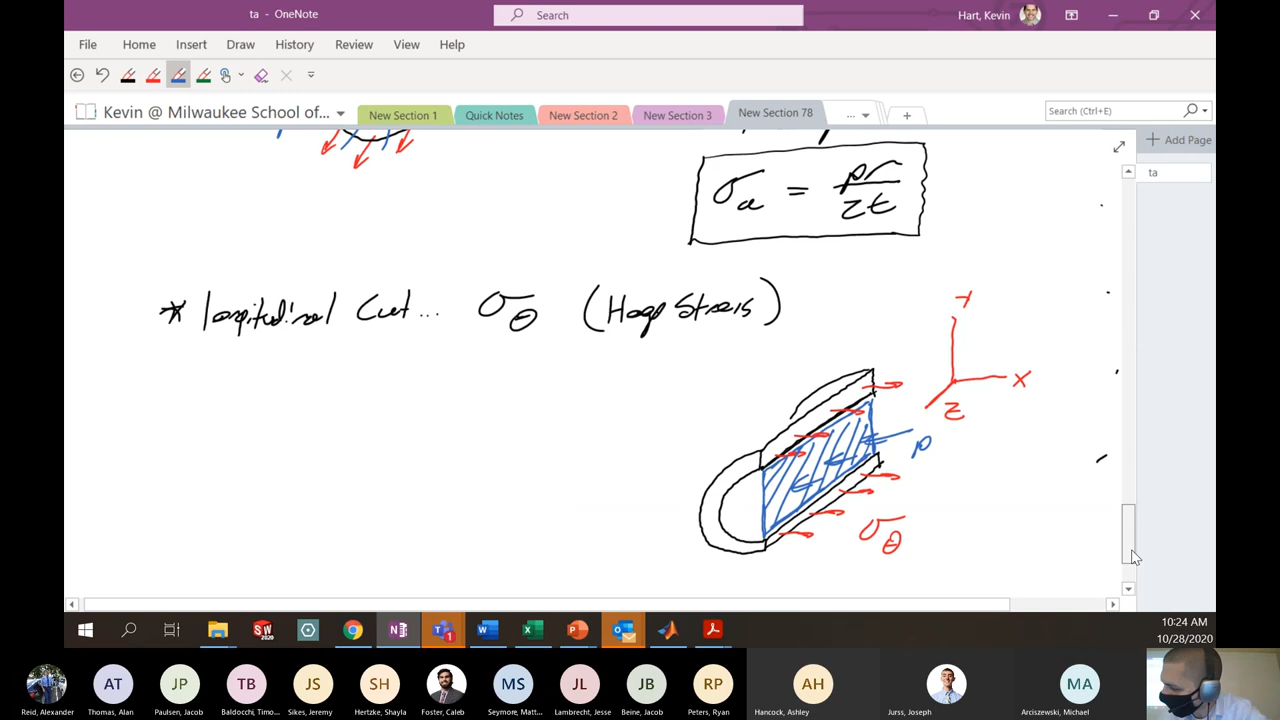 ta - OneNote
Search
Hart, Kevin
File Home Insert Draw History Review View Help
Kevin @ Milwaukee School of...
New Section 1
Quick Notes
New Section 2
New Section 3
New Section 78
...
Search (Ctrl+E)
Add Page
ta
σa = pr
2t
* longitudinal Cut... σθ (Hoop Stress)
Y
X
Z
p
σθ
10:24 AM
10/28/2020
AT JP TB JS SH MS JL JB RP AH MA
Reid, Alexander
Thomas, Alan
Paulsen, Jacob
Baldocchi, Timo...
Sikes, Jeremy
Hertzke, Shayla
Foster, Caleb
Seymore, Matt...
Lambrecht, Jesse
Beine, Jacob
Peters, Ryan
Hancock, Ashley
Jurss, Joseph
Arciszewski, Michael